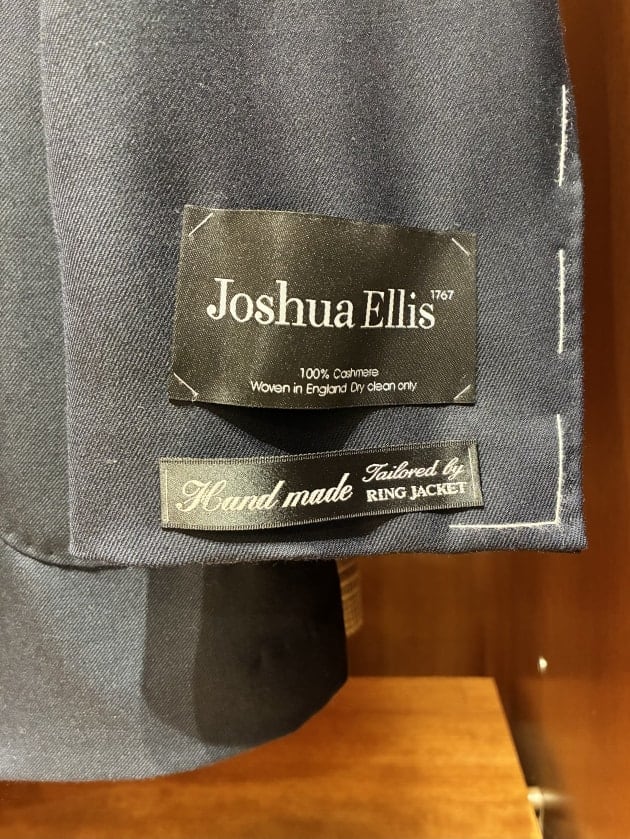 Joshua Ellis 1767
100% Cashmere
Woven in England Dry clean only
Hand made Tailored by
RING JACKET